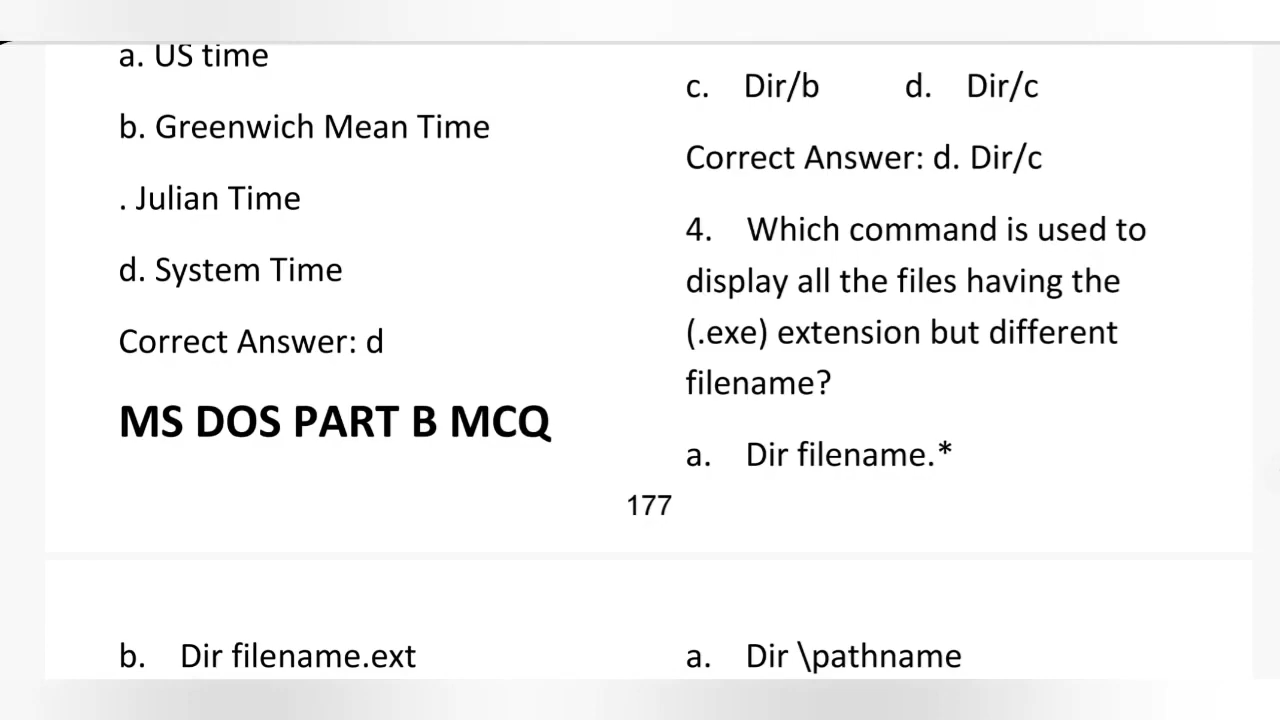 a. US time
b. Greenwich Mean Time
. Julian Time
d. System Time
Correct Answer: d
MS DOS PART B MCQ
c. Dir/b d. Dir/c
Correct Answer: d. Dir/c
4. Which command is used to
display all the files having the
(.exe) extension but different
filename?
a. Dir filename.*
177
b. Dir filename.ext
a. Dir \pathname